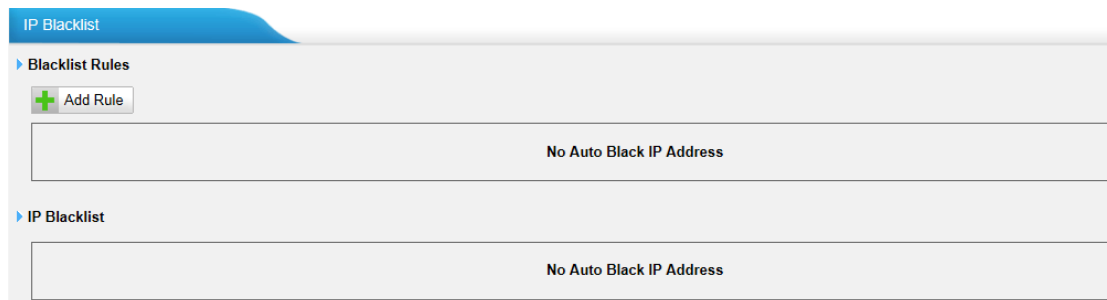 IP Blacklist
Blacklist Rules
Add Rule
No Auto Black IP Address
IP Blacklist
No Auto Black IP Address